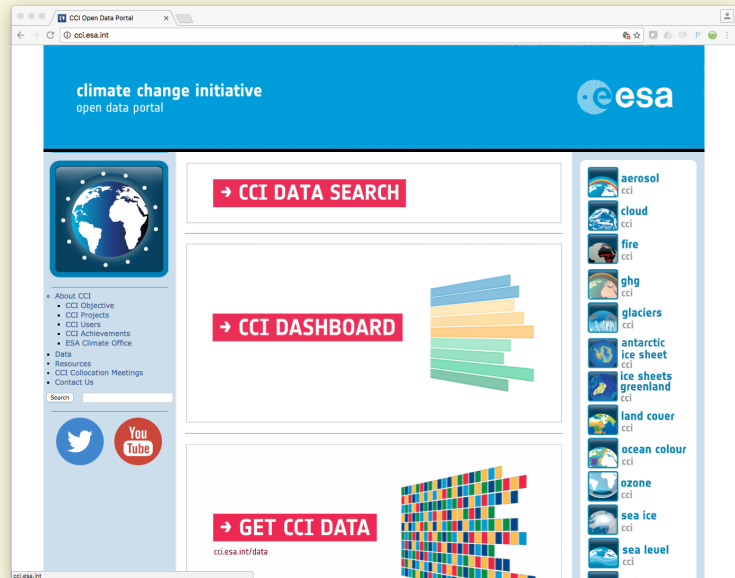 CCI Open Data Portal
cci.esa.int
climate change initiative
open data portal
esa
About CCI
CCI Objective
CCI Projects
CCI Users
CCI Achievements
ESA Climate Office
Data
Resources
CCI Collocation Meetings
Contact Us
Search
You
Tube
→ CCI DATA SEARCH
→ CCI DASHBOARD
→ GET CCI DATA
cci.esa.int/data
aerosol
cci
cloud
cci
fire
cci
ghg
cci
glaciers
cci
antarctic
ice sheet
cci
ice sheets
greenland
cci
land cover
cci
ocean colour
cci
ozone
cci
sea ice
cci
sea level
cci
cci.esa.int